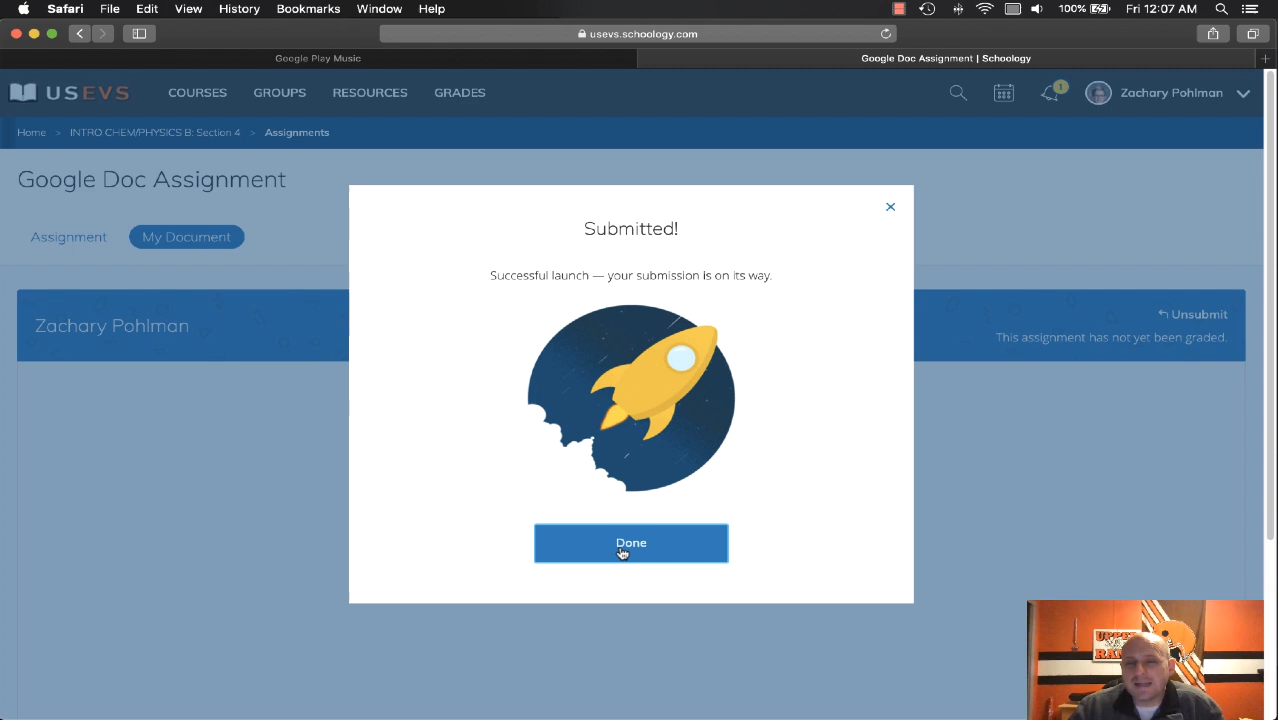 Safari File Edit View History Bookmarks Window Help 100% Fri 12:07 AM
usevs.schoology.com
Google Play Music Google Doc Assignment | Schoology
USEVS COURSES GROUPS RESOURCES GRADES 1 Zachary Pohlman
Home > INTRO CHEM/PHYSICS B: Section 4 > Assignments
Google Doc Assignment
Assignment My Document
Submitted!
Successful launch — your submission is on its way.
Done
Zachary Pohlman
Unsubmit
This assignment has not yet been graded.
UPPER